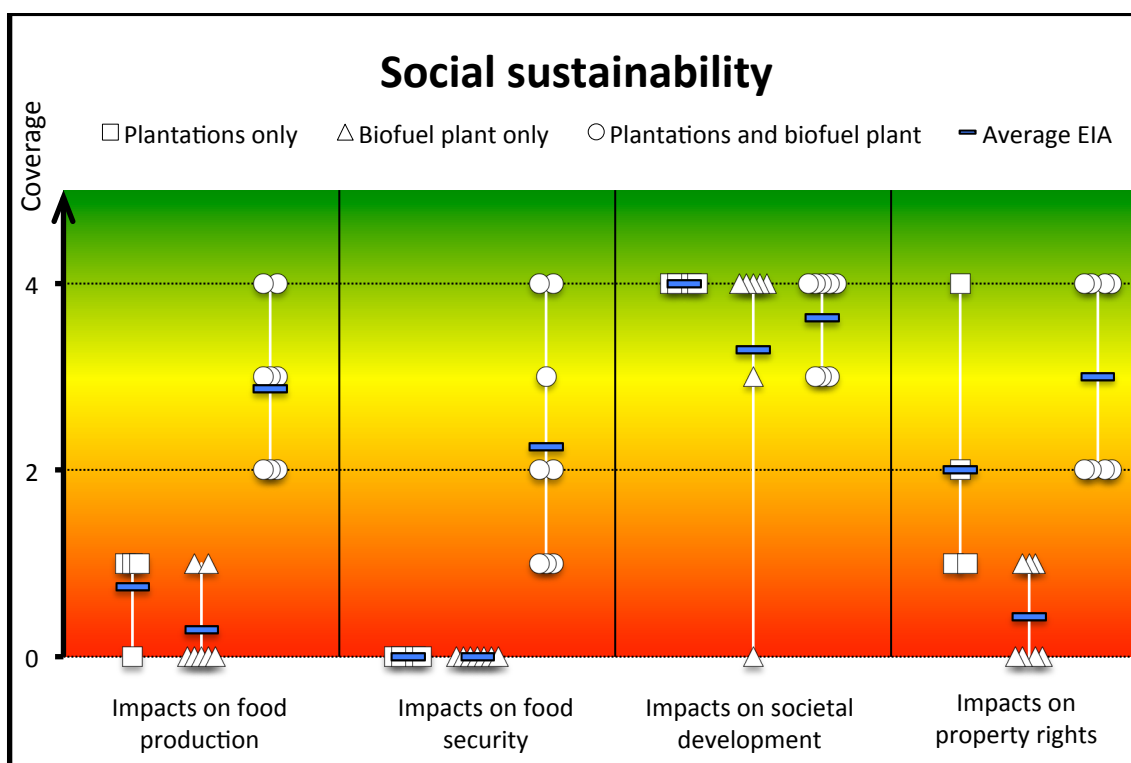 Social sustainability
Plantations only
Biofuel plant only
Plantations and biofuel plant
Average EIA
Coverage
4
2
0
Impacts on food
production
Impacts on food
security
Impacts on societal
development
Impacts on
property rights